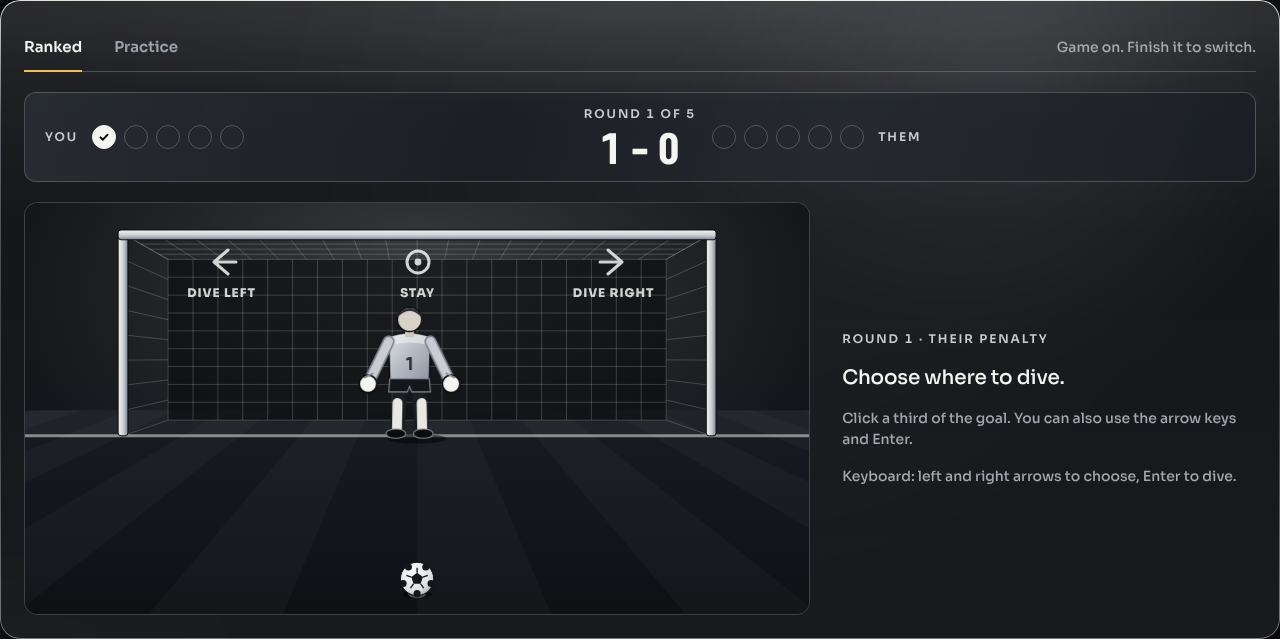 Ranked Practice Game on. Finish it to switch.
ROUND 1 OF 5
YOU 1 - 0 THEM
DIVE LEFT STAY DIVE RIGHT
1
ROUND 1 · THEIR PENALTY
Choose where to dive.
Click a third of the goal. You can also use the arrow keys
and Enter.
Keyboard: left and right arrows to choose, Enter to dive.